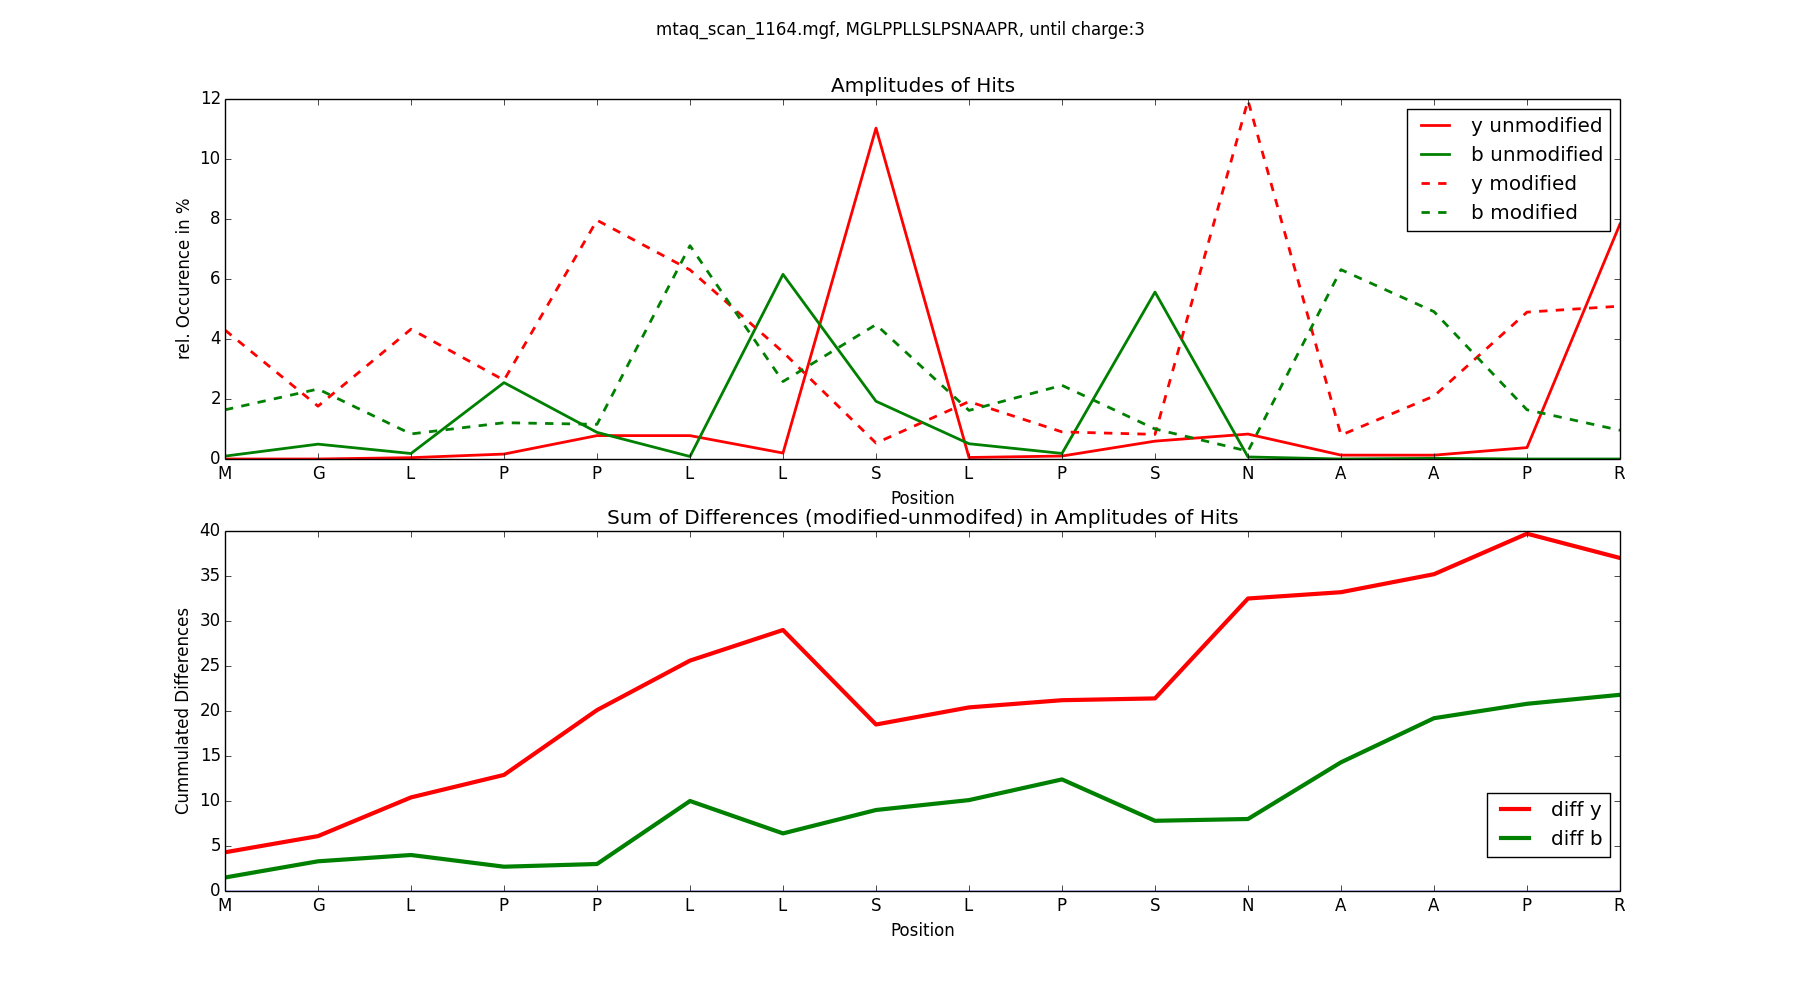 mtaq_scan_1164.mgf, MGLPPLLSLPSNAAPR, until charge:3
Amplitudes of Hits
rel. Occurence in %
12
10
8
6
4
2
0
y unmodified
b unmodified
y modified
b modified
M G L P P L L S L P S N A A P R
Position
Sum of Differences (modified-unmodifed) in Amplitudes of Hits
Cummulated Differences
40
35
30
25
20
15
10
5
0
diff y
diff b
M G L P P L L S L P S N A A P R
Position